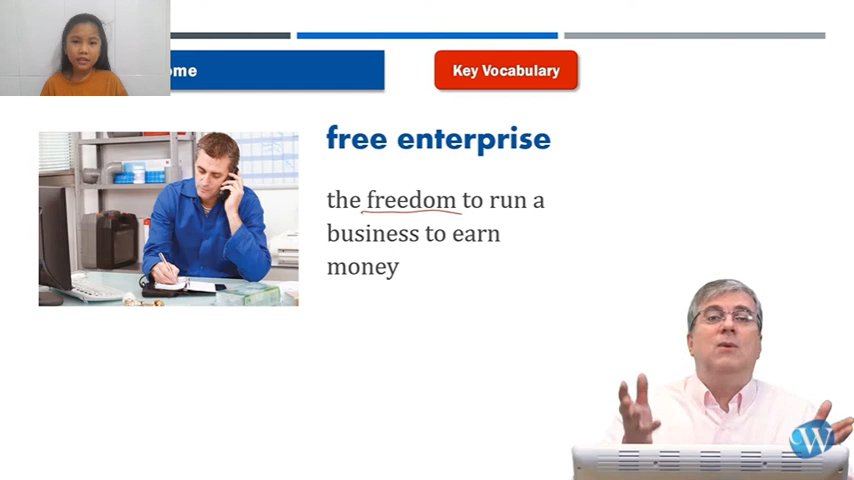 ome
Key Vocabulary
free enterprise
the freedom to run a
business to earn
money
W